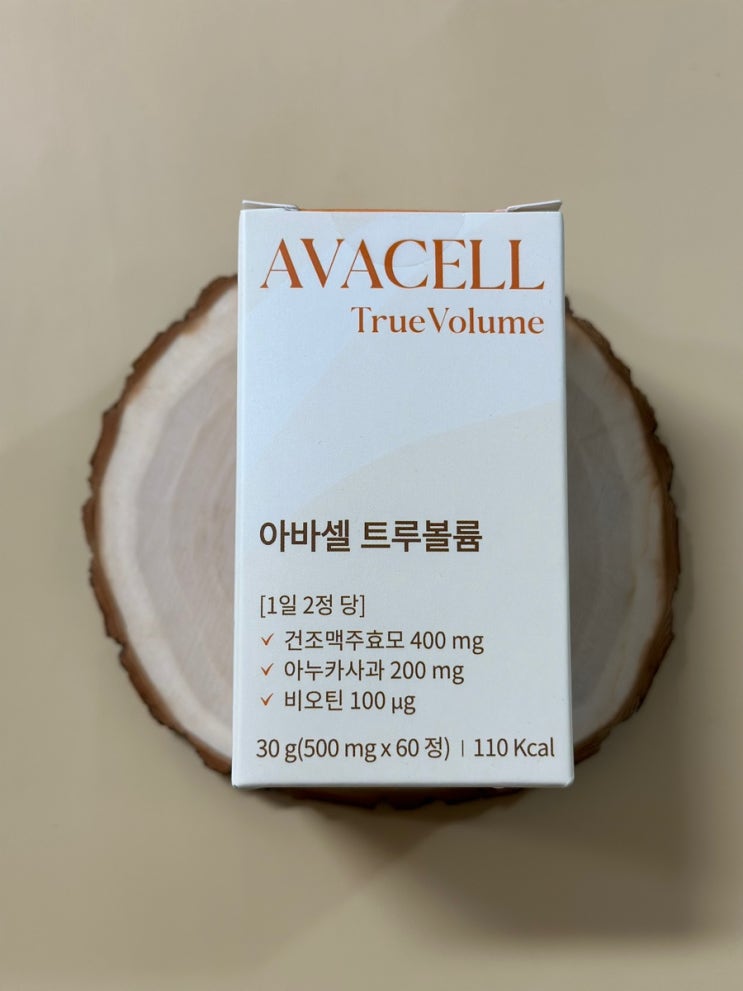 AVACELL
TrueVolume
아바셀 트루볼륨
[1일 2정 당]
건조맥주효모 400 mg
아누카사과 200 mg
비오틴 100 µg
30 g(500 mg x 60 정) | 110 Kcal